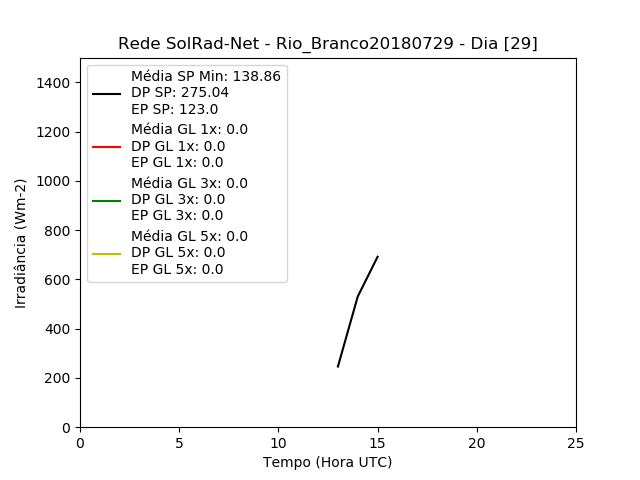 Rede SolRad-Net - Rio_Branco20180729 - Dia [29]
Média SP Min: 138.86
DP SP: 275.04
EP SP: 123.0
Média GL 1x: 0.0
DP GL 1x: 0.0
EP GL 1x: 0.0
Média GL 3x: 0.0
DP GL 3x: 0.0
EP GL 3x: 0.0
Média GL 5x: 0.0
DP GL 5x: 0.0
EP GL 5x: 0.0
Irradiância (Wm-2)
1400
1200
1000
800
600
400
200
0
0 5 10 15 20 25
Tempo (Hora UTC)